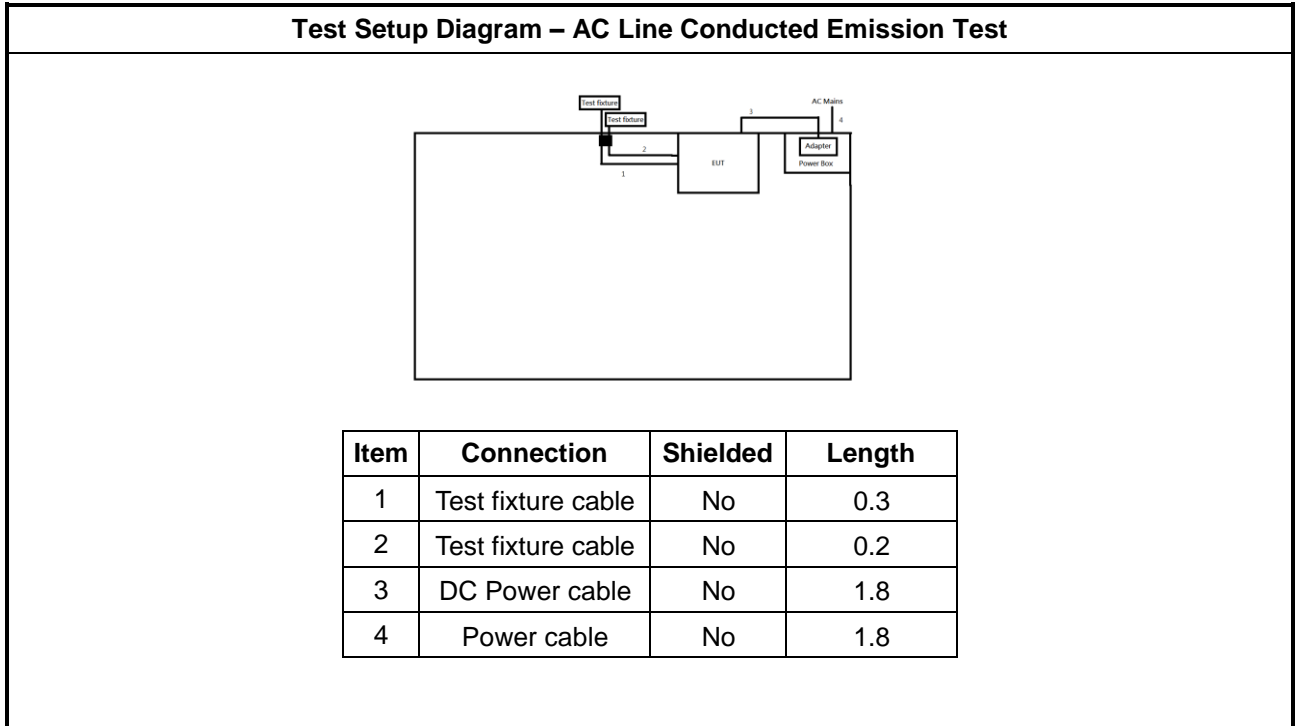 Test Setup Diagram – AC Line Conducted Emission Test
Test fixture
Test fixture
AC Mains
3
4
2
1
EUT
Adapter
Power Box
Item Connection Shielded Length
1 Test fixture cable No 0.3
2 Test fixture cable No 0.2
3 DC Power cable No 1.8
4 Power cable No 1.8